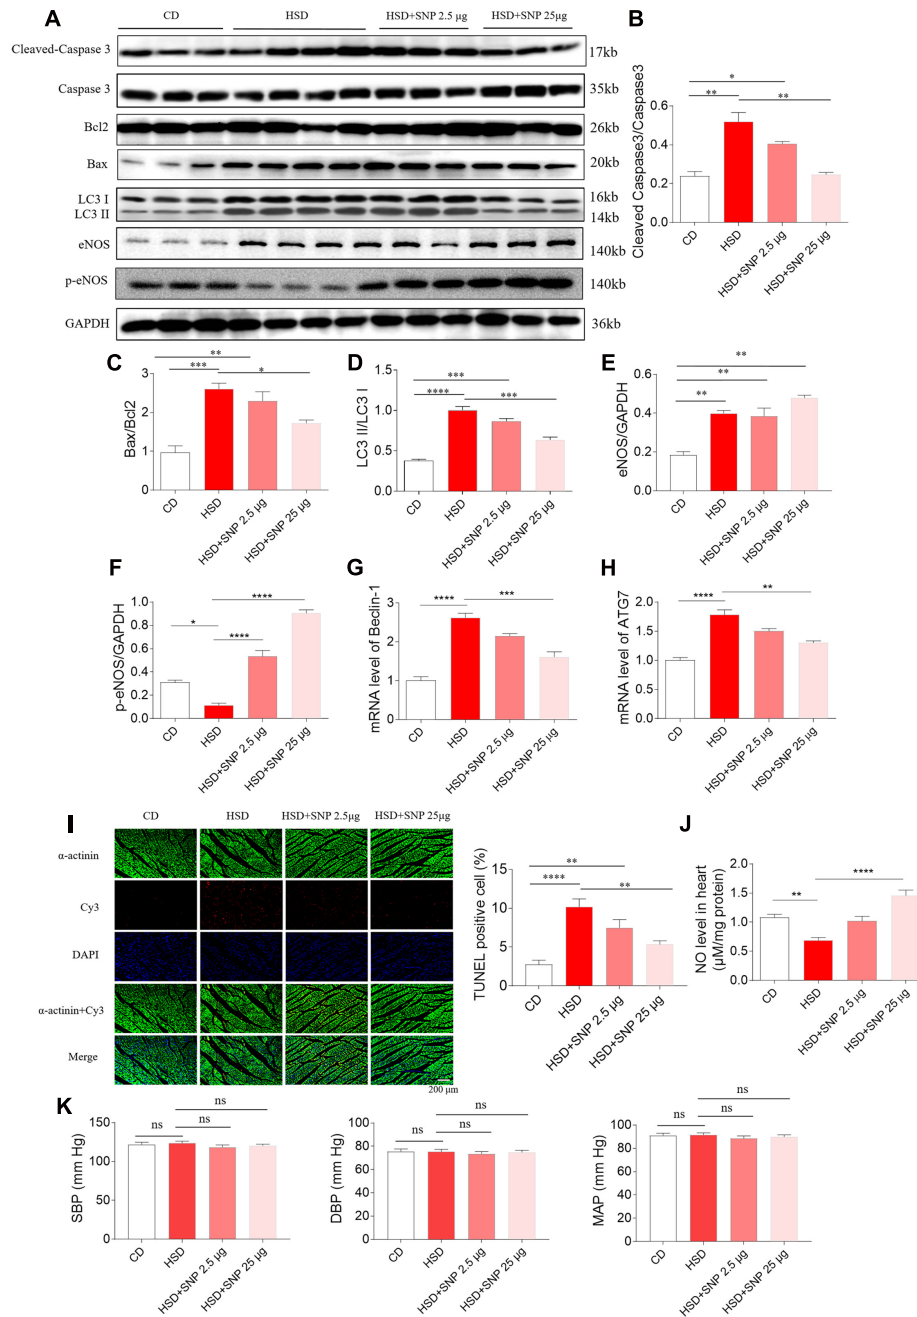 A
CD HSD HSD+SNP 2.5 µg HSD+SNP 25µg
Cleaved-Caspase 3 17kb
Caspase 3 35kb
Bcl2 26kb
Bax 20kb
LC3 I 16kb
LC3 II 14kb
eNOS 140kb
p-eNOS 140kb
GAPDH 36kb
B
Cleaved Caspase3/Caspase3
0.6
0.4
0.2
0.0
*
** **
CD
HSD
HSD+SNP 2.5 µg
HSD+SNP 25 µg
C
Bax/Bcl2
3
2
1
0
**
*** *
CD
HSD
HSD+SNP 2.5 µg
HSD+SNP 25 µg
D
LC3 II/LC3 I
1.5
1.0
0.5
0.0
***
**** ***
CD
HSD
HSD+SNP 2.5 µg
HSD+SNP 25 µg
E
eNOS/GAPDH
0.6
0.4
0.2
0.0
**
**
**
CD
HSD
HSD+SNP 2.5 µg
HSD+SNP 25 µg
F
p-eNOS/GAPDH
1.0
0.8
0.6
0.4
0.2
0.0
****
* ****
CD
HSD
HSD+SNP 2.5 µg
HSD+SNP 25 µg
G
mRNA level of Beclin-1
3
2
1
0
**** ***
CD
HSD
HSD+SNP 2.5 µg
HSD+SNP 25 µg
H
mRNA level of ATG7
2.0
1.5
1.0
0.5
0.0
**** **
CD
HSD
HSD+SNP 2.5 µg
HSD+SNP 25 µg
I
CD HSD HSD+SNP 2.5µg HSD+SNP 25µg
α-actinin
Cy3
DAPI
α-actinin+Cy3
Merge
200 µm
TUNEL positive cell (%)
15
10
5
0
**
**** **
CD
HSD
HSD+SNP 2.5 µg
HSD+SNP 25 µg
J
NO level in heart
(µM/mg protein)
2.0
1.5
1.0
0.5
0.0
** ****
CD
HSD
HSD+SNP 2.5 µg
HSD+SNP 25 µg
K
SBP (mm Hg)
150
100
50
0
ns
ns ns
CD
HSD
HSD+SNP 2.5 µg
HSD+SNP 25 µg
DBP (mm Hg)
100
80
60
40
20
0
ns
ns ns
CD
HSD
HSD+SNP 2.5 µg
HSD+SNP 25 µg
MAP (mm Hg)
100
80
60
40
20
0
ns
ns ns
CD
HSD
HSD+SNP 2.5 µg
HSD+SNP 25 µg